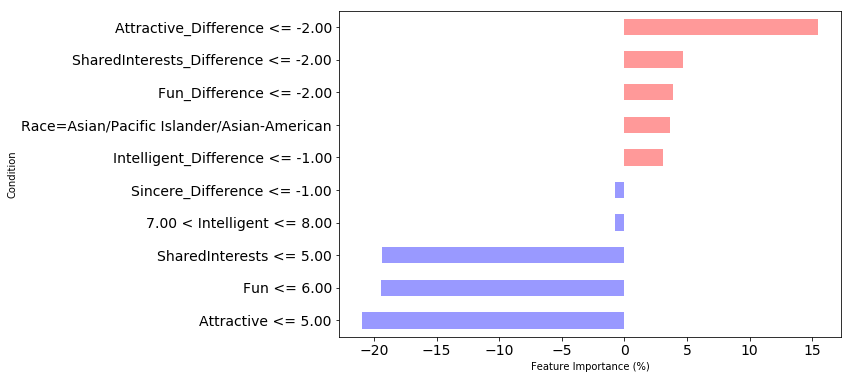 Attractive_Difference <= -2.00
SharedInterests_Difference <= -2.00
Fun_Difference <= -2.00
Race=Asian/Pacific Islander/Asian-American
Intelligent_Difference <= -1.00
Sincere_Difference <= -1.00
7.00 < Intelligent <= 8.00
SharedInterests <= 5.00
Fun <= 6.00
Attractive <= 5.00
Condition
−20 −15 −10 −5 0 5 10 15
Feature Importance (%)